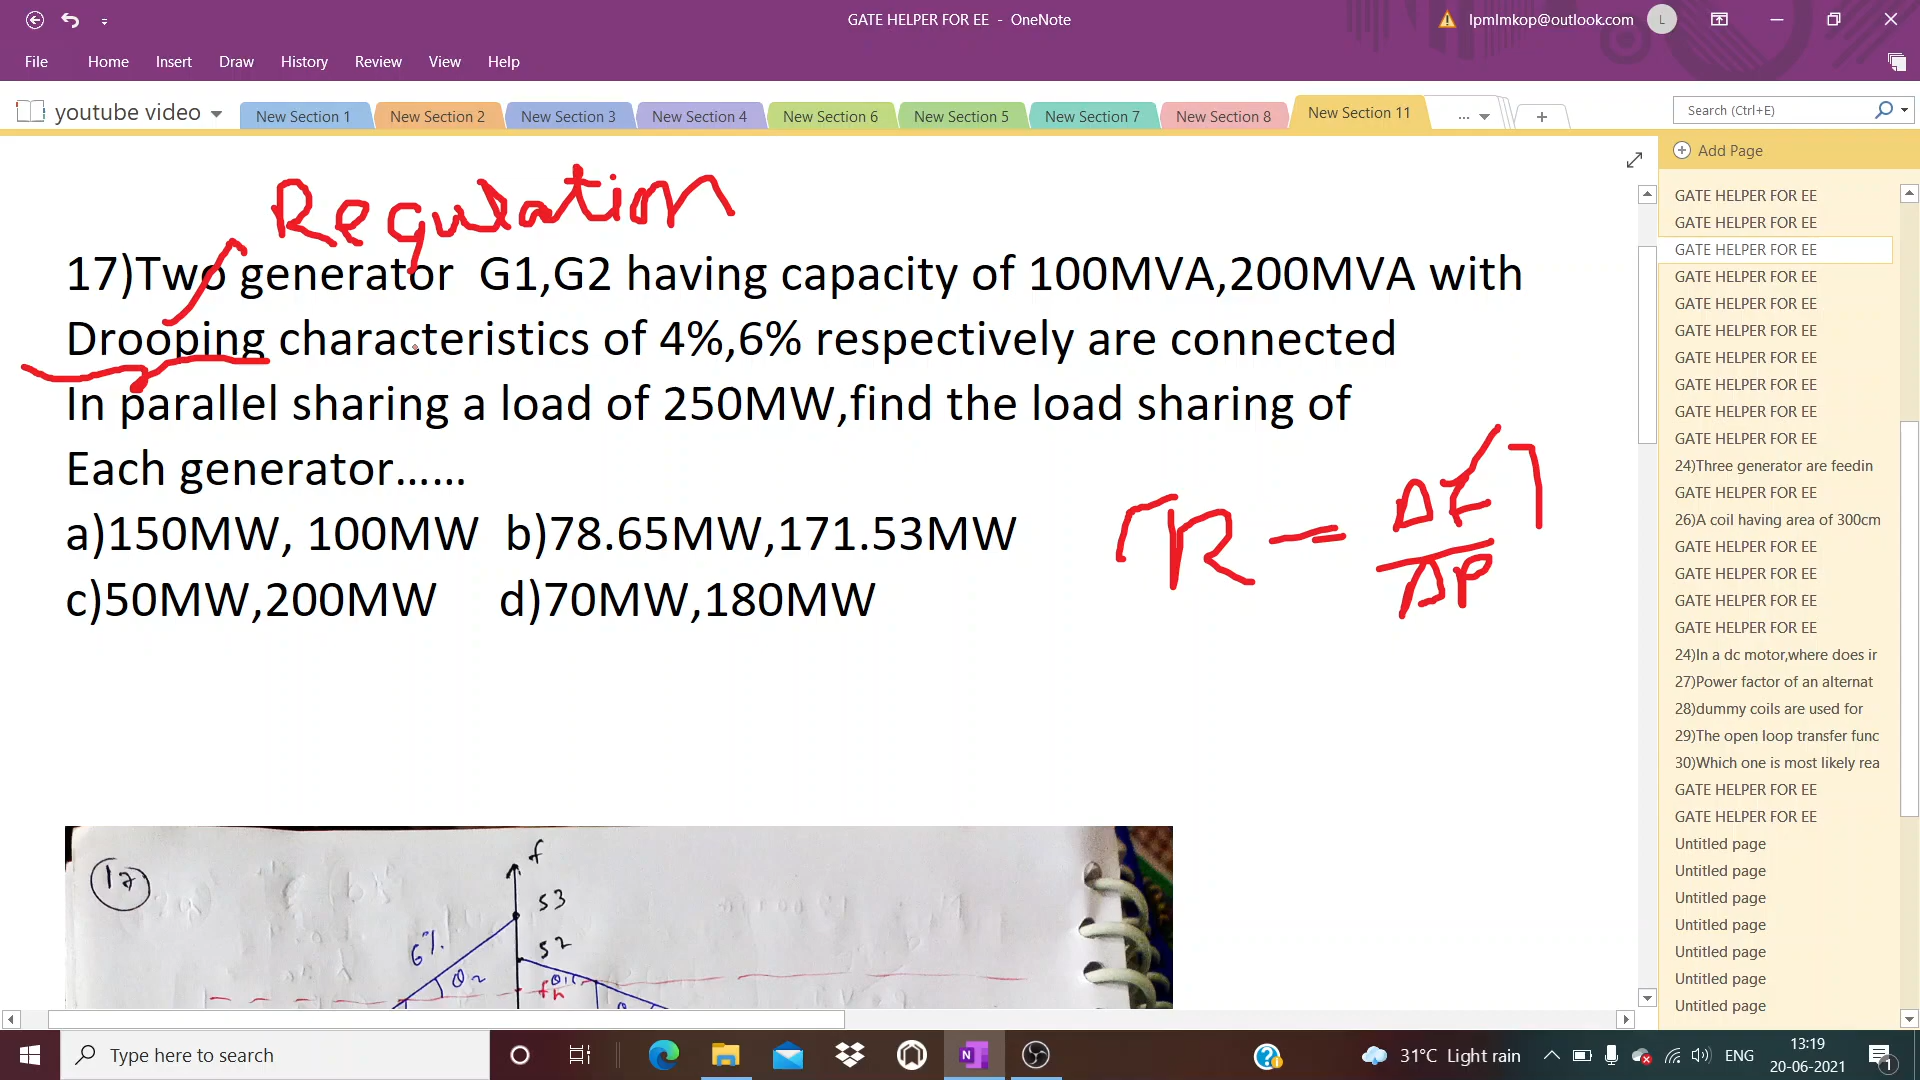 GATE HELPER FOR EE - OneNote
lpmlmkop@outlook.com
L
File Home Insert Draw History Review View Help
youtube video
New Section 1 New Section 2 New Section 3 New Section 4 New Section 6 New Section 5 New Section 7 New Section 8 New Section 11 ... +
Search (Ctrl+E)
Regulation
17)Two generator G1,G2 having capacity of 100MVA,200MVA with
Drooping characteristics of 4%,6% respectively are connected
In parallel sharing a load of 250MW,find the load sharing of
Each generator......
a)150MW, 100MW b)78.65MW,171.53MW
c)50MW,200MW d)70MW,180MW
R = ΔF
ΔP
17
f
53
6%
52
θ2
θ1
Add Page
GATE HELPER FOR EE
GATE HELPER FOR EE
GATE HELPER FOR EE
GATE HELPER FOR EE
GATE HELPER FOR EE
GATE HELPER FOR EE
GATE HELPER FOR EE
GATE HELPER FOR EE
GATE HELPER FOR EE
GATE HELPER FOR EE
24)Three generator are feedin
GATE HELPER FOR EE
26)A coil having area of 300cm
GATE HELPER FOR EE
GATE HELPER FOR EE
GATE HELPER FOR EE
GATE HELPER FOR EE
24)In a dc motor,where does ir
27)Power factor of an alternat
28)dummy coils are used for
29)The open loop transfer func
30)Which one is most likely rea
GATE HELPER FOR EE
GATE HELPER FOR EE
Untitled page
Untitled page
Untitled page
Untitled page
Untitled page
Untitled page
Untitled page
Type here to search
31°C Light rain
ENG
13:19
20-06-2021
1